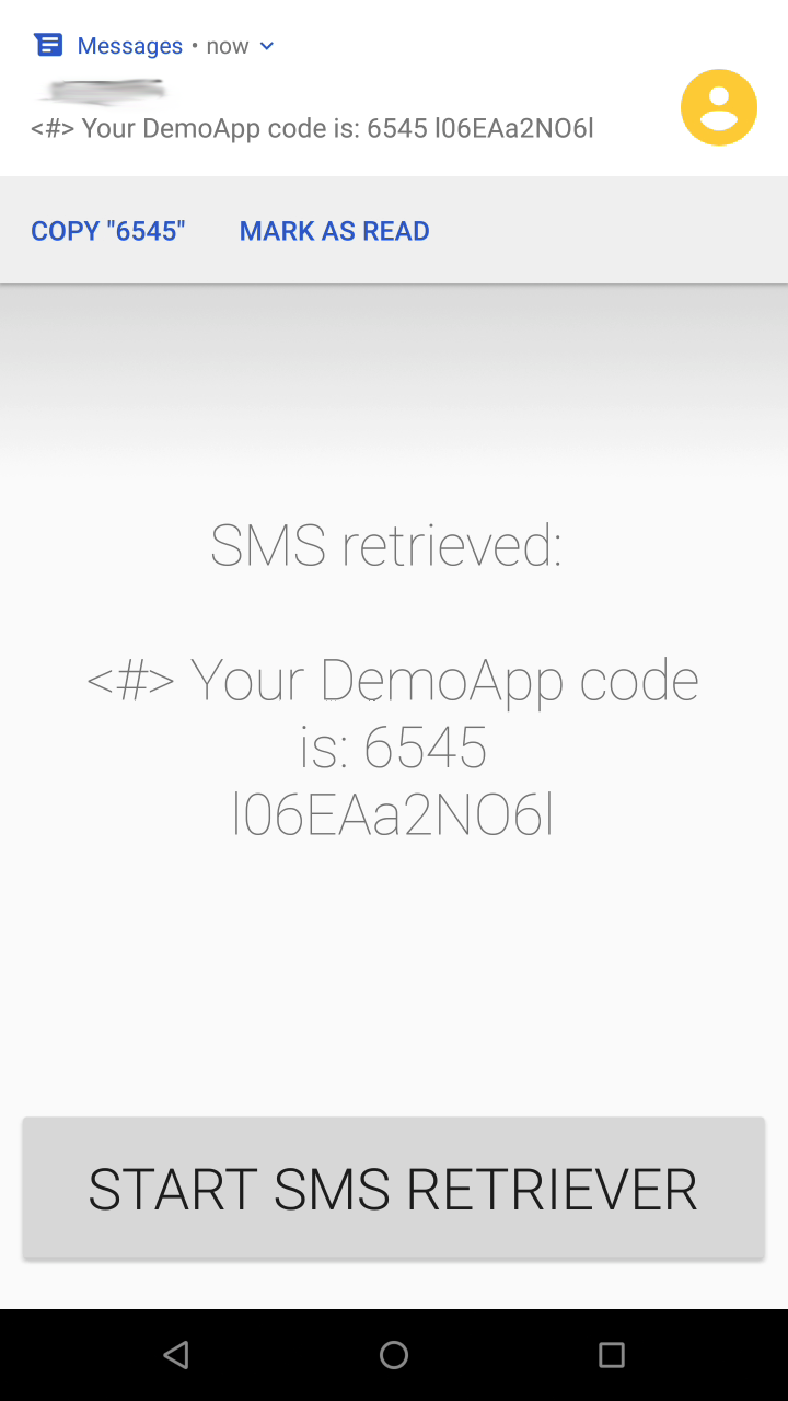 Messages • now
<#> Your DemoApp code is: 6545 l06EAa2NO6l
COPY "6545" MARK AS READ
SMS retrieved:
<#> Your DemoApp code
is: 6545
l06EAa2NO6l
START SMS RETRIEVER